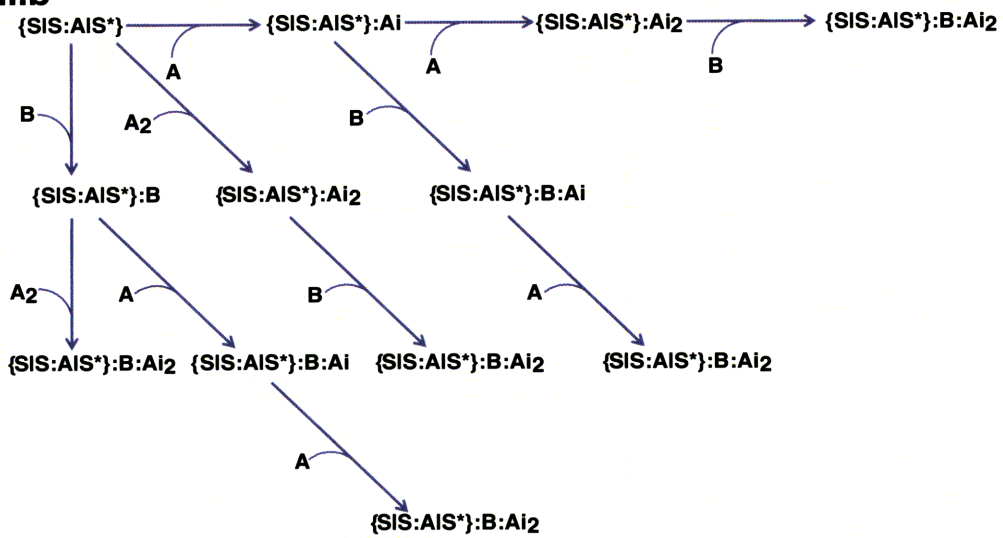 {SIS:AIS*} {SIS:AIS*}:Ai {SIS:AIS*}:Ai2 {SIS:AIS*}:B:Ai2
A A B
B A2 B
{SIS:AIS*}:B {SIS:AIS*}:Ai2 {SIS:AIS*}:B:Ai
A2 A B A
{SIS:AIS*}:B:Ai2 {SIS:AIS*}:B:Ai {SIS:AIS*}:B:Ai2 {SIS:AIS*}:B:Ai2
A
{SIS:AIS*}:B:Ai2